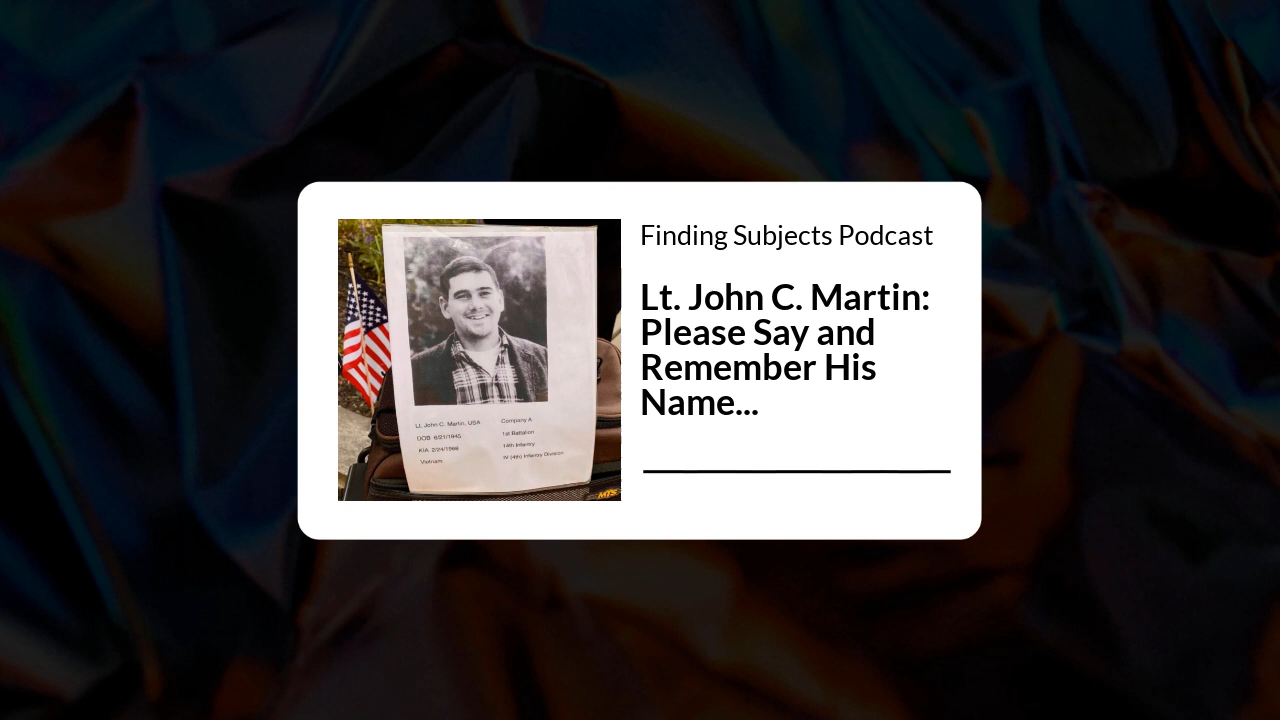 Finding Subjects Podcast
Lt. John C. Martin:
Please Say and
Remember His
Name...
Lt. John C. Martin, USA
DOB 6/21/1945
KIA 2/24/1968
Vietnam
Company A
1st Battalion
14th Infantry
IV (4th) Infantry Division
MTS